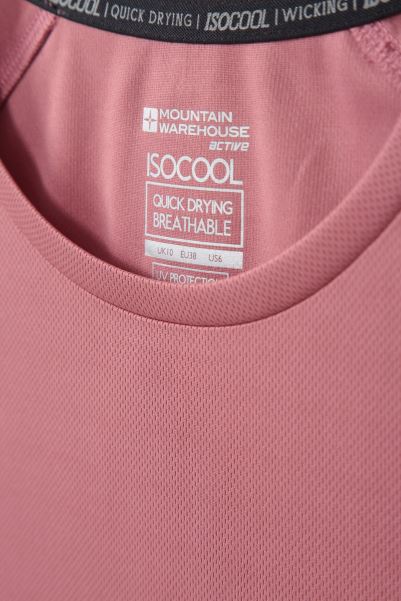 ISOCOOL | QUICK DRYING | ISOCOOL | WICKING |
MOUNTAIN
WAREHOUSE
active
ISOCOOL
QUICK DRYING
BREATHABLE
UK10 EU38 US6
UV PROTECTION